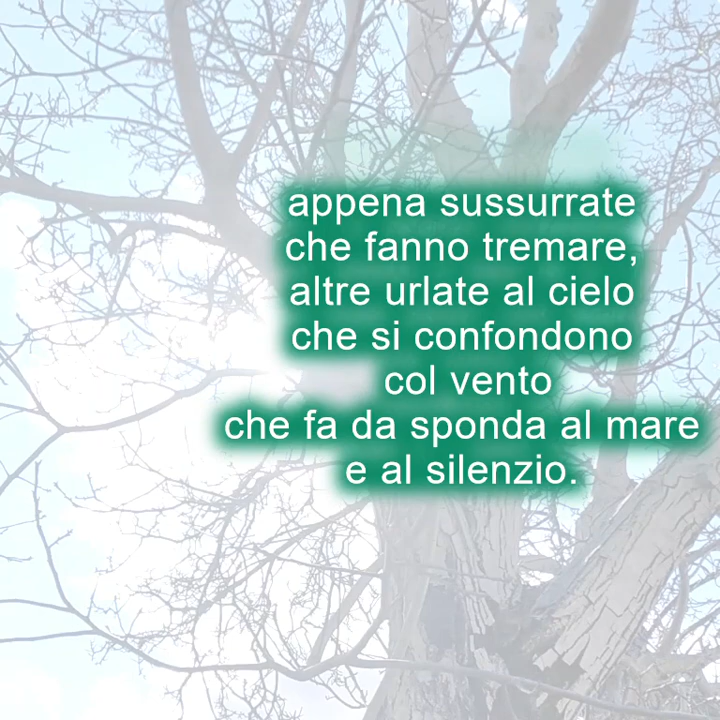 appena sussurrate
che fanno tremare,
altre urlate al cielo
che si confondono
col vento
che fa da sponda al mare
e al silenzio.